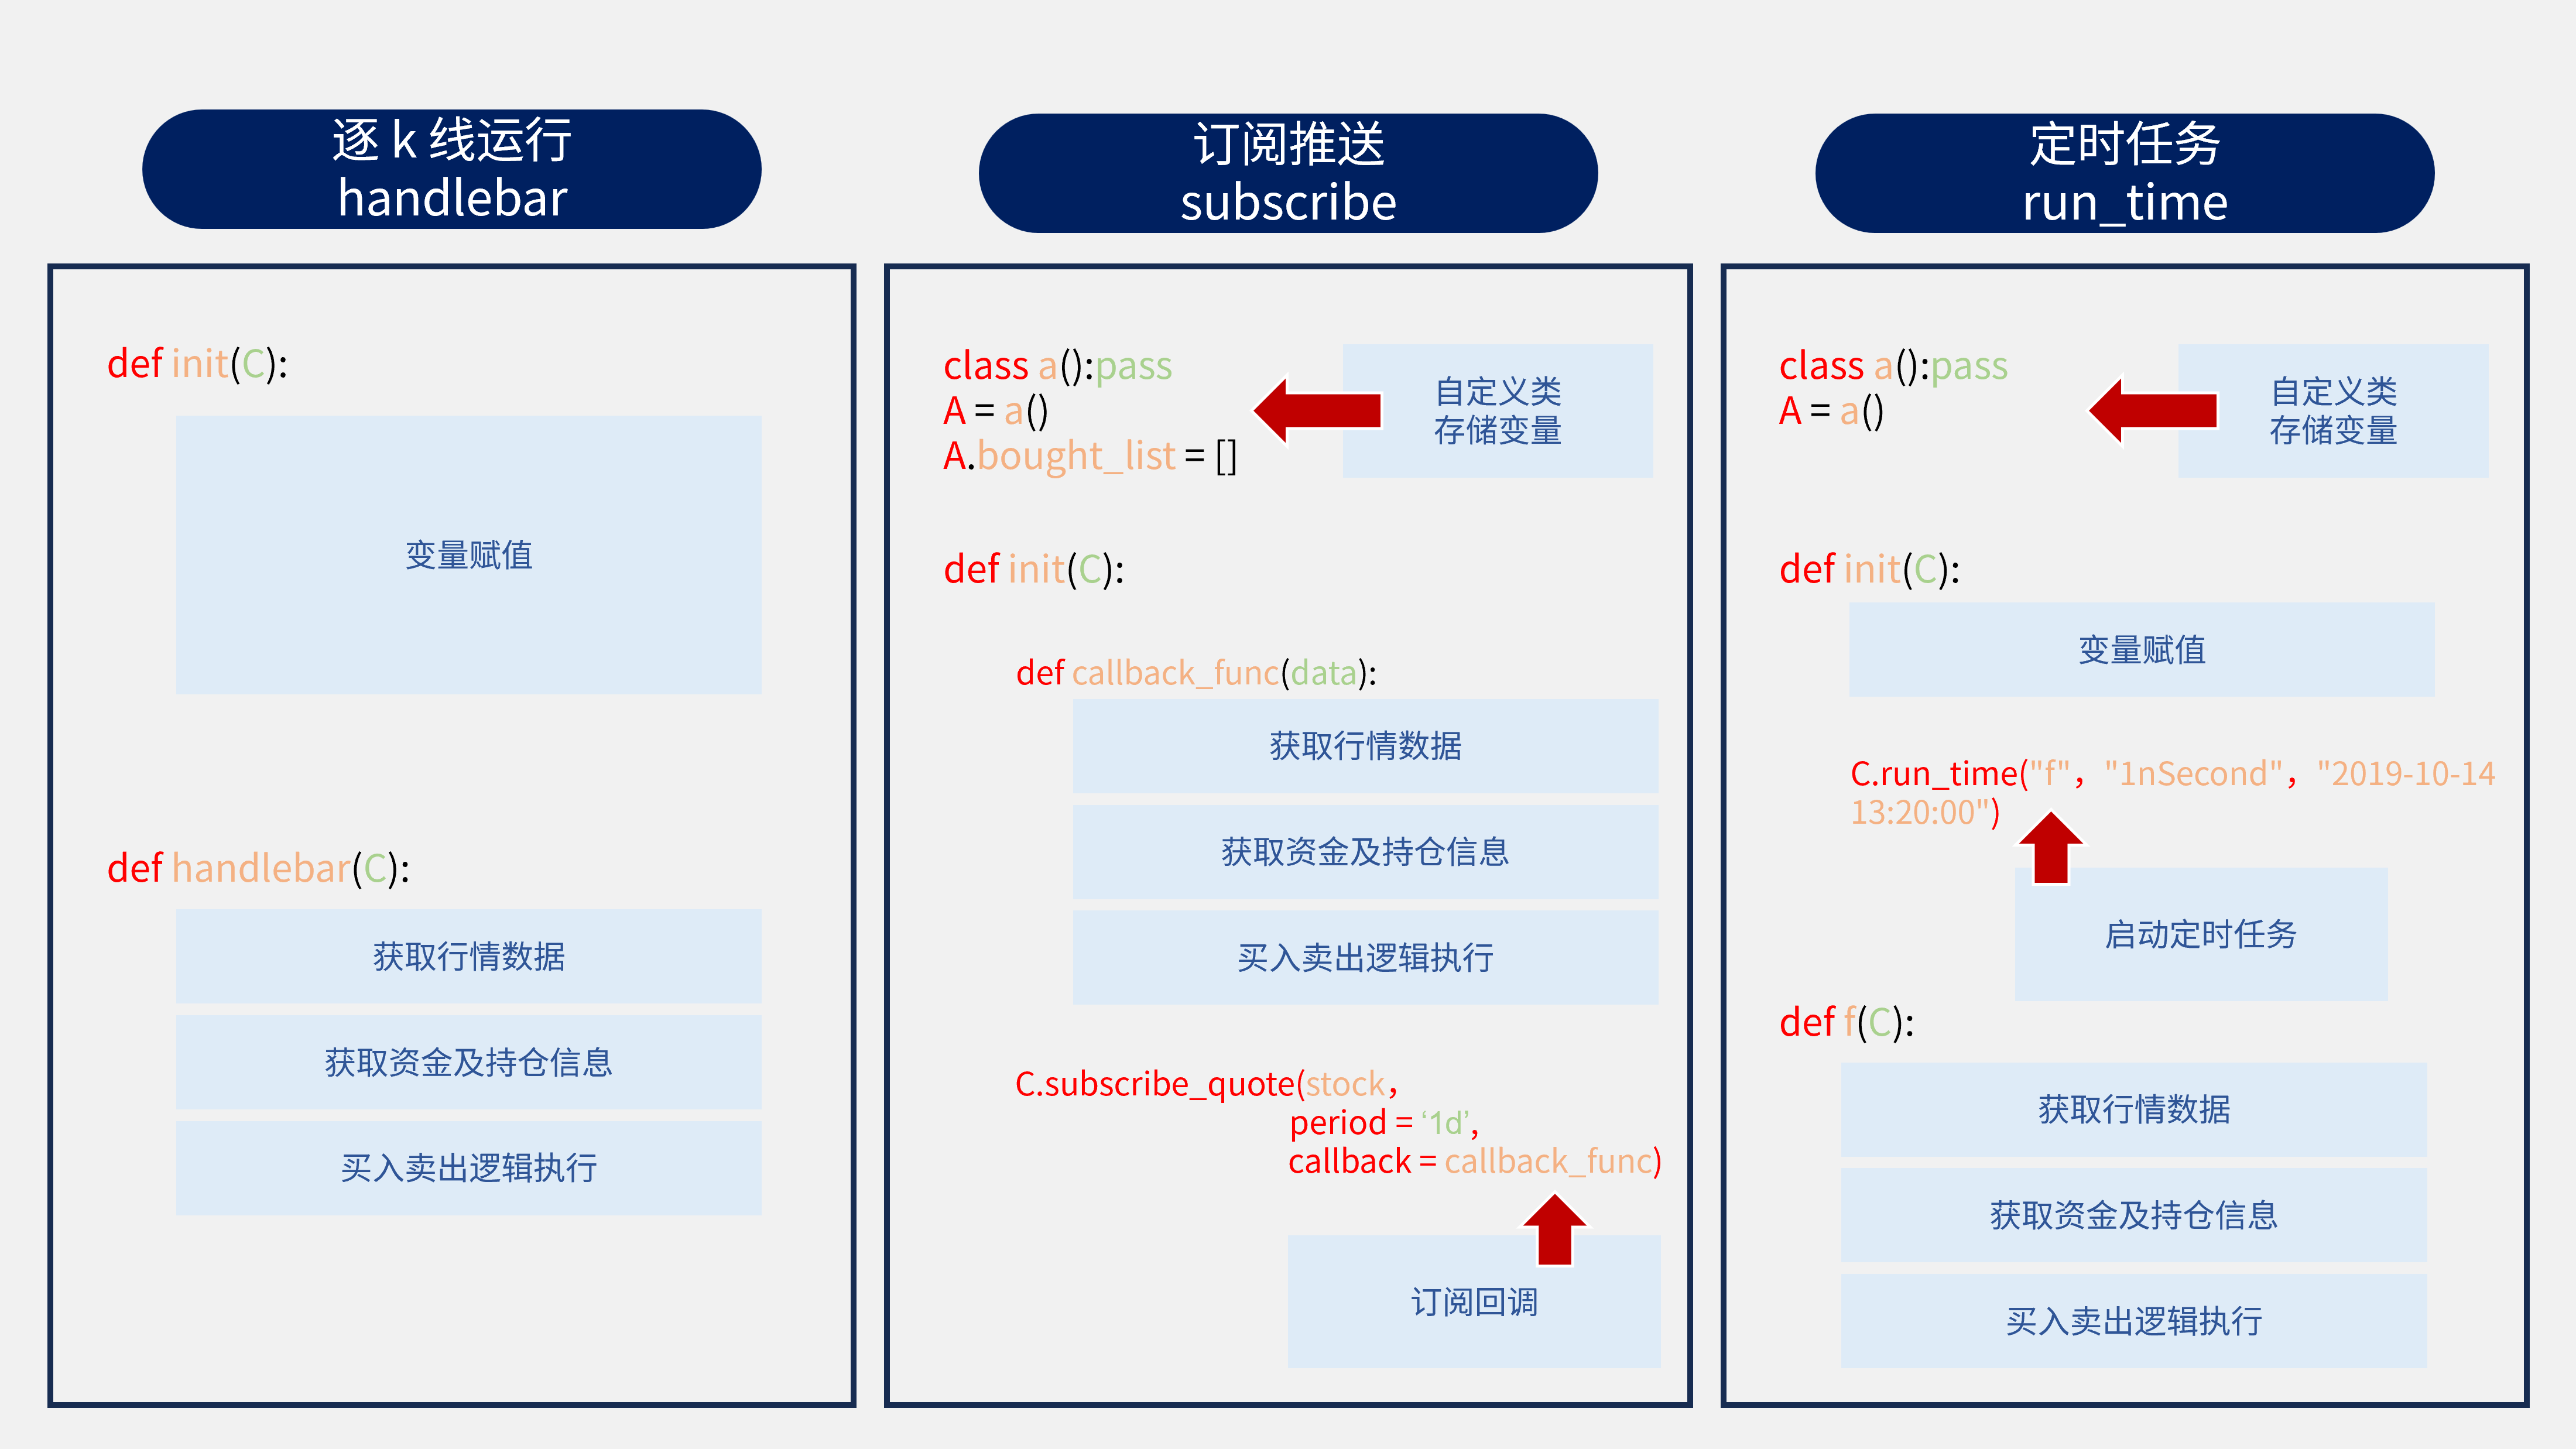 逐 k 线运行
handlebar
def init(C):
变量赋值
def handlebar(C):
获取行情数据
获取资金及持仓信息
买入卖出逻辑执行
订阅推送
subscribe
class a():pass
A = a()
A.bought_list = []
自定义类
存储变量
def init(C):
def callback_func(data):
获取行情数据
获取资金及持仓信息
买入卖出逻辑执行
C.subscribe_quote(stock，
period = ‘1d’,
callback = callback_func)
订阅回调
定时任务
run_time
class a():pass
A = a()
自定义类
存储变量
def init(C):
变量赋值
C.run_time("f"，"1nSecond"，"2019-10-14
13:20:00")
启动定时任务
def f(C):
获取行情数据
获取资金及持仓信息
买入卖出逻辑执行